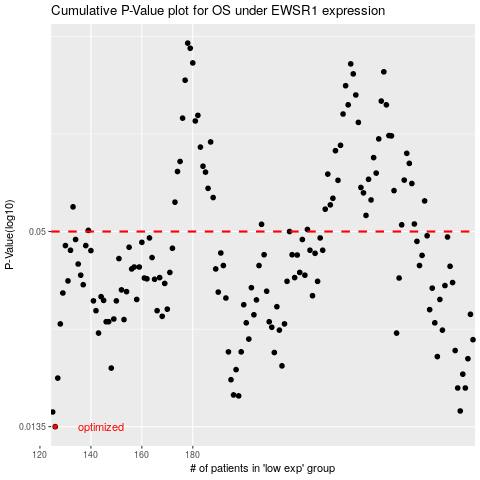 Cumulative P-Value plot for OS under EWSR1 expression
P-Value(log10)
0.05
0.0135
optimized
120 140 160 180
# of patients in 'low exp' group